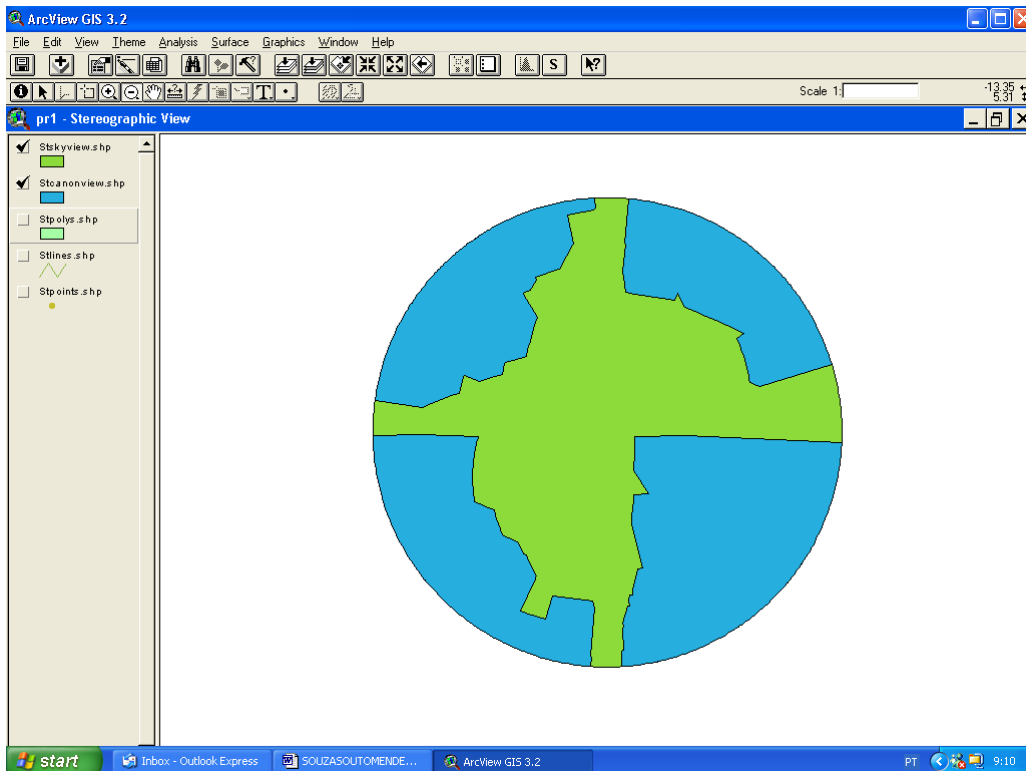 ArcView GIS 3.2
File Edit View Theme Analysis Surface Graphics Window Help
S
T
Scale 1:
-13.35
5.31
pr1 - Stereographic View
Stskyview.shp
Stcanonview.shp
Stpolys.shp
Stlines.shp
Stpoints.shp
start
Inbox - Outlook Express
SOUZASOUTOMENDE...
ArcView GIS 3.2
PT
9:10